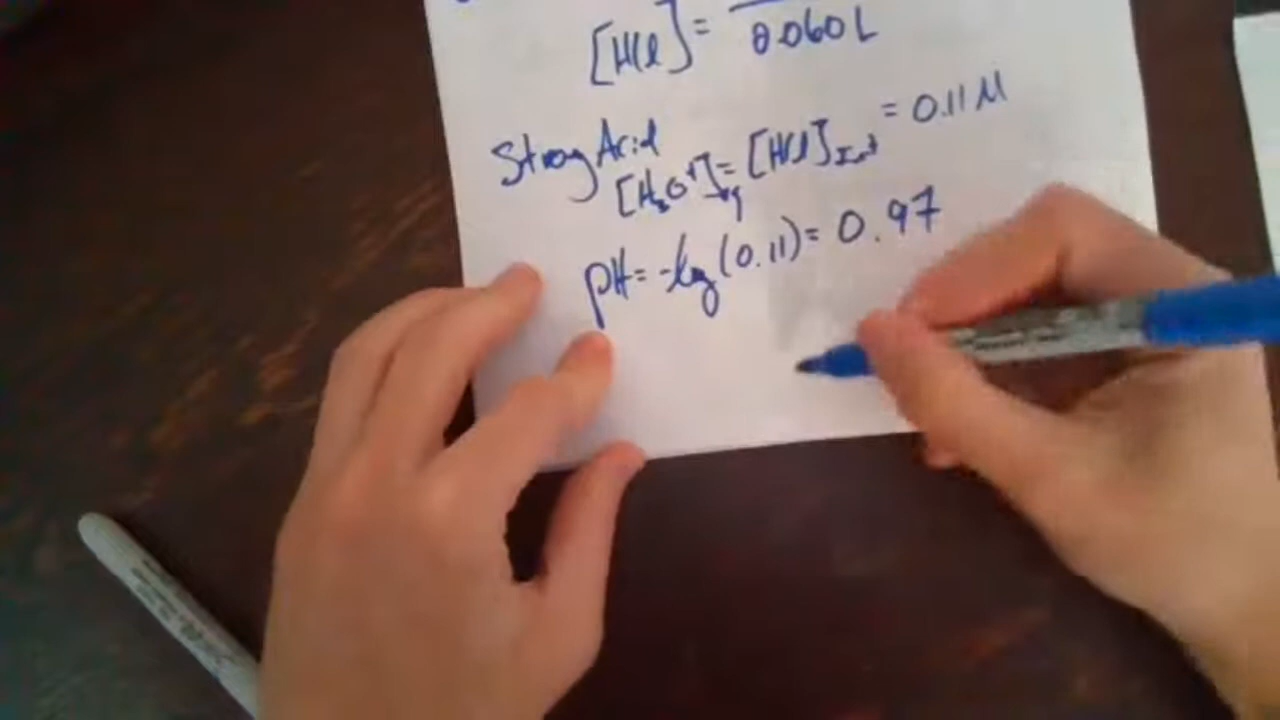 [HCl] = 0.060 L
Strong Acid
[H3O+]eq = [HCl]Init = 0.11 M
pH = -log(0.11) = 0.97